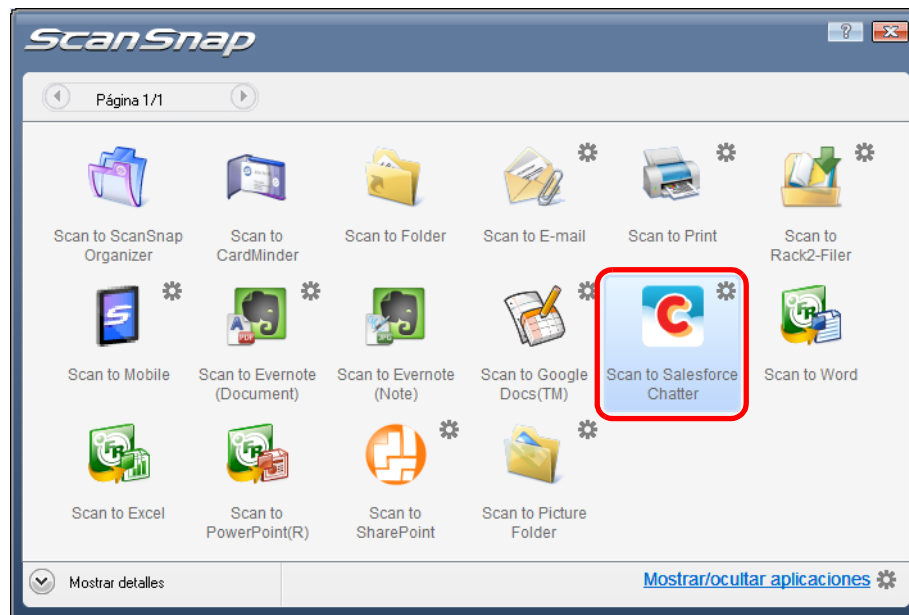 ScanSnap
?
Página 1/1
Scan to ScanSnap
Organizer
Scan to
CardMinder
Scan to Folder
Scan to E-mail
Scan to Print
Scan to
Rack2-Filer
Scan to Mobile
Scan to Evernote
(Document)
Scan to Evernote
(Note)
Scan to Google
Docs(TM)
Scan to Salesforce
Chatter
Scan to Word
Scan to Excel
Scan to
PowerPoint(R)
Scan to
SharePoint
Scan to Picture
Folder
Mostrar detalles
Mostrar/ocultar aplicaciones